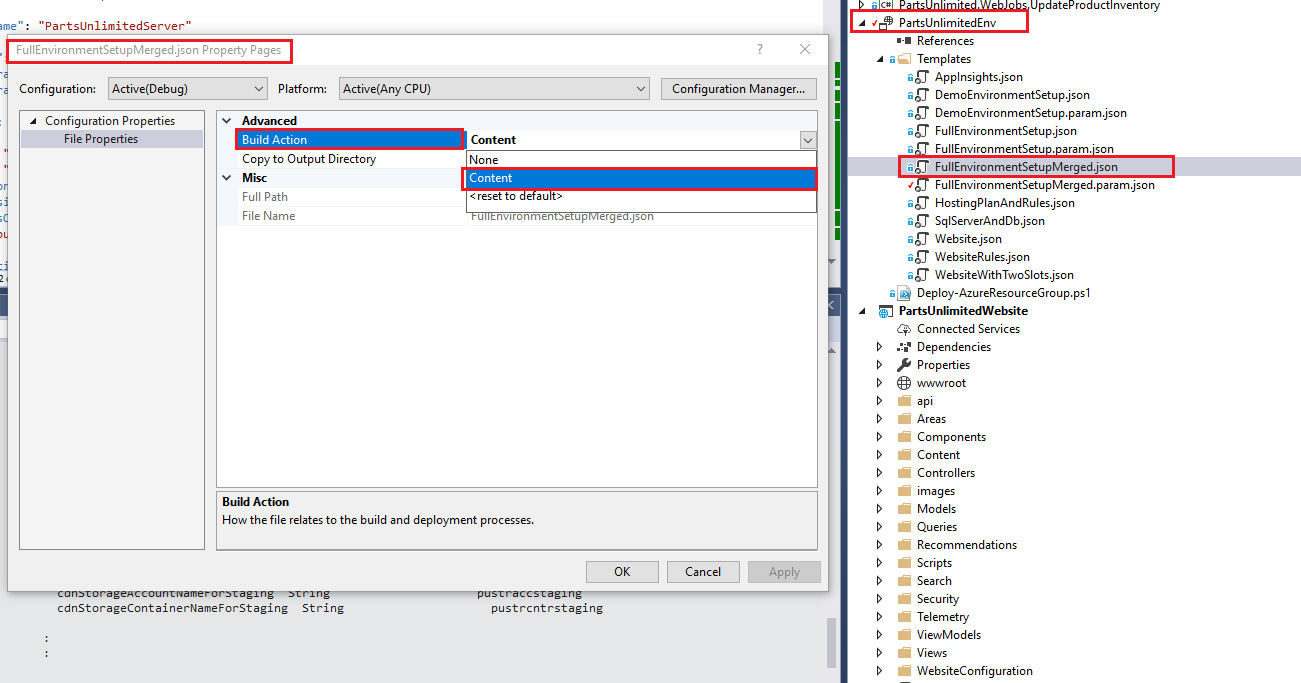 ame": "PartsUnlimitedServer"
FullEnvironmentSetupMerged.json Property Pages
?
Configuration:
Active(Debug)
Platform:
Active(Any CPU)
Configuration Manager...
Configuration Properties
File Properties
Advanced
Build Action
Content
Copy to Output Directory
None
Misc
Content
Full Path
<reset to default>
File Name
FullEnvironmentSetupMerged.json
Build Action
How the file relates to the build and deployment processes.
OK
Cancel
Apply
cdnStorageAccountNameForStaging String pustraccstaging
cdnStorageContainerNameForStaging String pustrcntrstaging
:
:
PartsUnlimited.WebJobs.UpdateProductInventory
PartsUnlimitedEnv
References
Templates
AppInsights.json
DemoEnvironmentSetup.json
DemoEnvironmentSetup.param.json
FullEnvironmentSetup.json
FullEnvironmentSetup.param.json
FullEnvironmentSetupMerged.json
FullEnvironmentSetupMerged.param.json
HostingPlanAndRules.json
SqlServerAndDb.json
Website.json
WebsiteRules.json
WebsiteWithTwoSlots.json
Deploy-AzureResourceGroup.ps1
PartsUnlimitedWebsite
Connected Services
Dependencies
Properties
wwwroot
api
Areas
Components
Content
Controllers
images
Models
Queries
Recommendations
Scripts
Search
Security
Telemetry
ViewModels
Views
WebsiteConfiguration